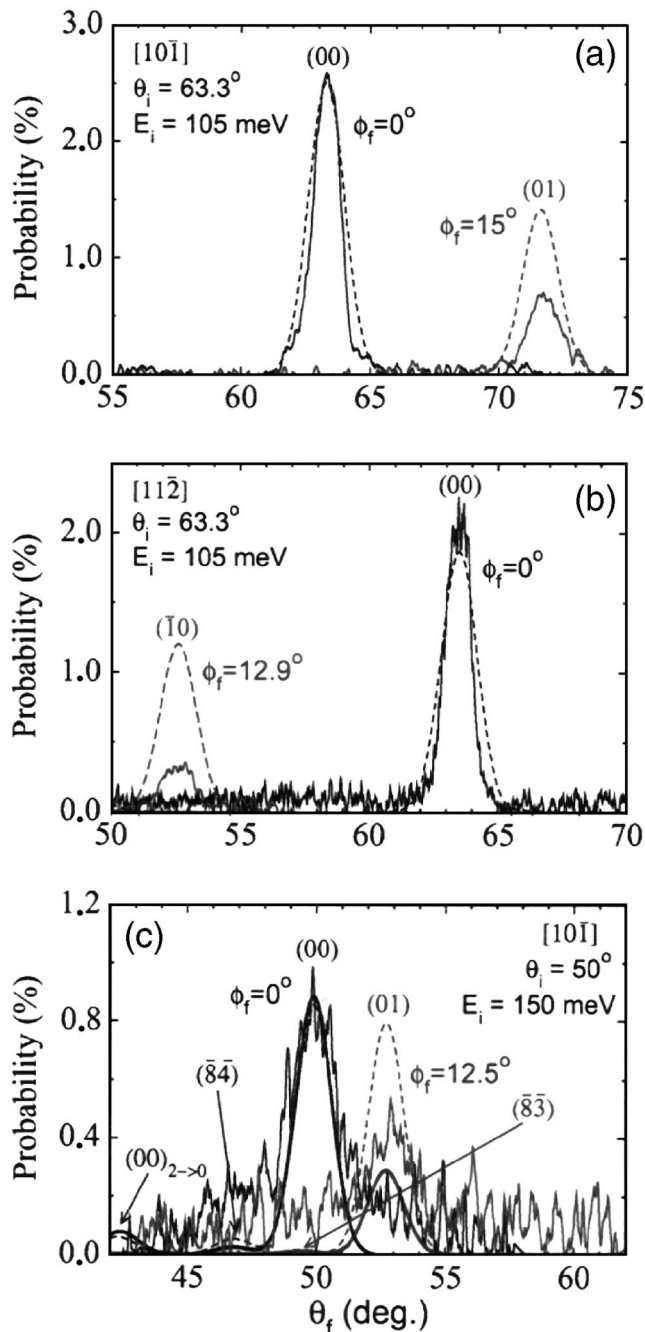 (a)
3.0
[101̄]
θi = 63.3°
Ei = 105 meV
(00)
ϕf=0°
(01)
ϕf=15°
2.0
1.0
0.0
Probability (%)
55 60 65 70 75
(b)
[112̄]
θi = 63.3°
Ei = 105 meV
(00)
ϕf=0°
(1̄0)
ϕf=12.9°
2.0
1.0
0.0
Probability (%)
50 55 60 65 70
(c)
1.2
(00)
[101̄]
θi = 50°
Ei = 150 meV
ϕf=0°
(01)
ϕf=12.5°
(8̄4̄)
(8̄3̄)
(00)2->0
0.8
0.4
0.0
Probability (%)
45 50 55 60
θf (deg.)